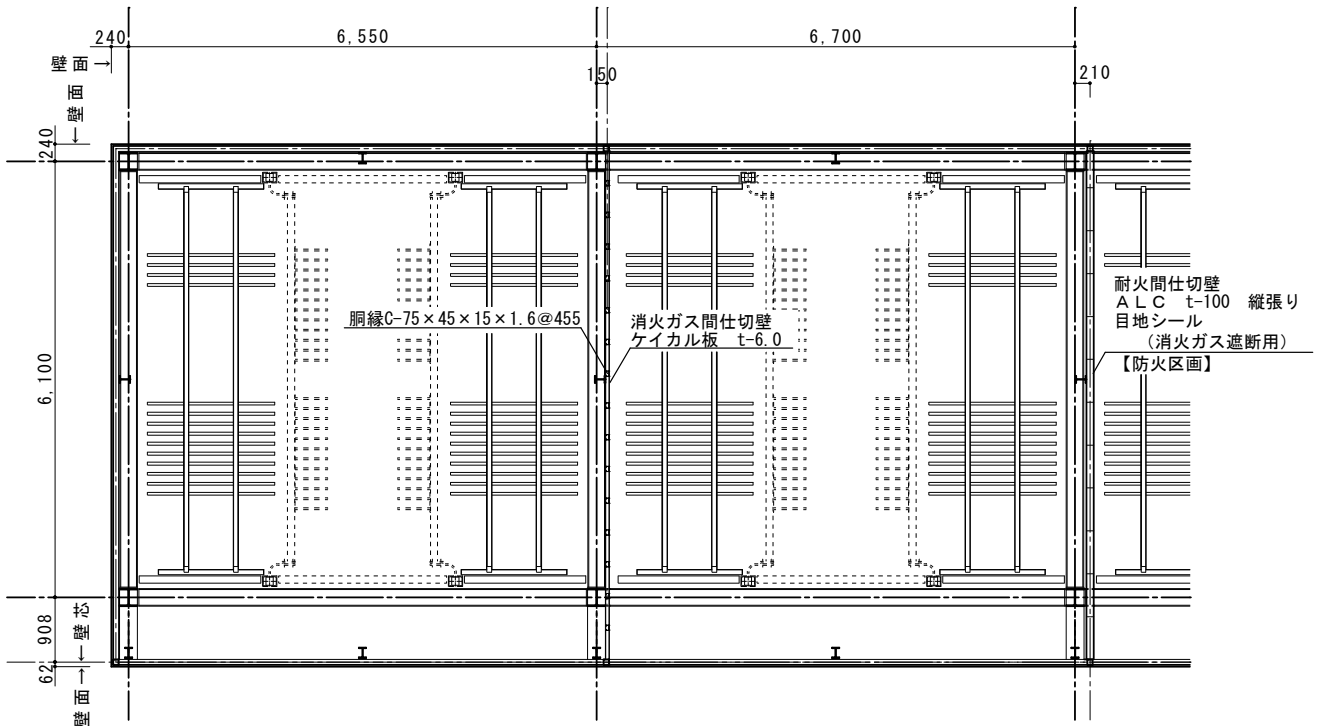 240
6,550
6,700
壁面→
150
210
←壁面
240
耐火間仕切壁
ALC t-100 縦張り
目地シール
(消火ガス遮断用)
【防火区画】
胴縁C-75×45×15×1.6@455
消火ガス間仕切壁
ケイカル板 t-6.0
6,100
908
←壁芯
62
壁面→